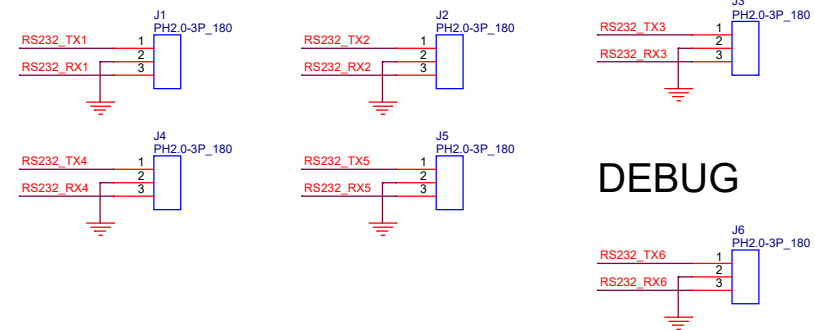 J1
PH2.0-3P_180
RS232_TX1
1
2
RS232_RX1
3
J2
PH2.0-3P_180
RS232_TX2
1
2
RS232_RX2
3
J3
PH2.0-3P_180
RS232_TX3
1
2
RS232_RX3
3
J4
PH2.0-3P_180
RS232_TX4
1
2
RS232_RX4
3
J5
PH2.0-3P_180
RS232_TX5
1
2
RS232_RX5
3
DEBUG
J6
PH2.0-3P_180
RS232_TX6
1
2
RS232_RX6
3